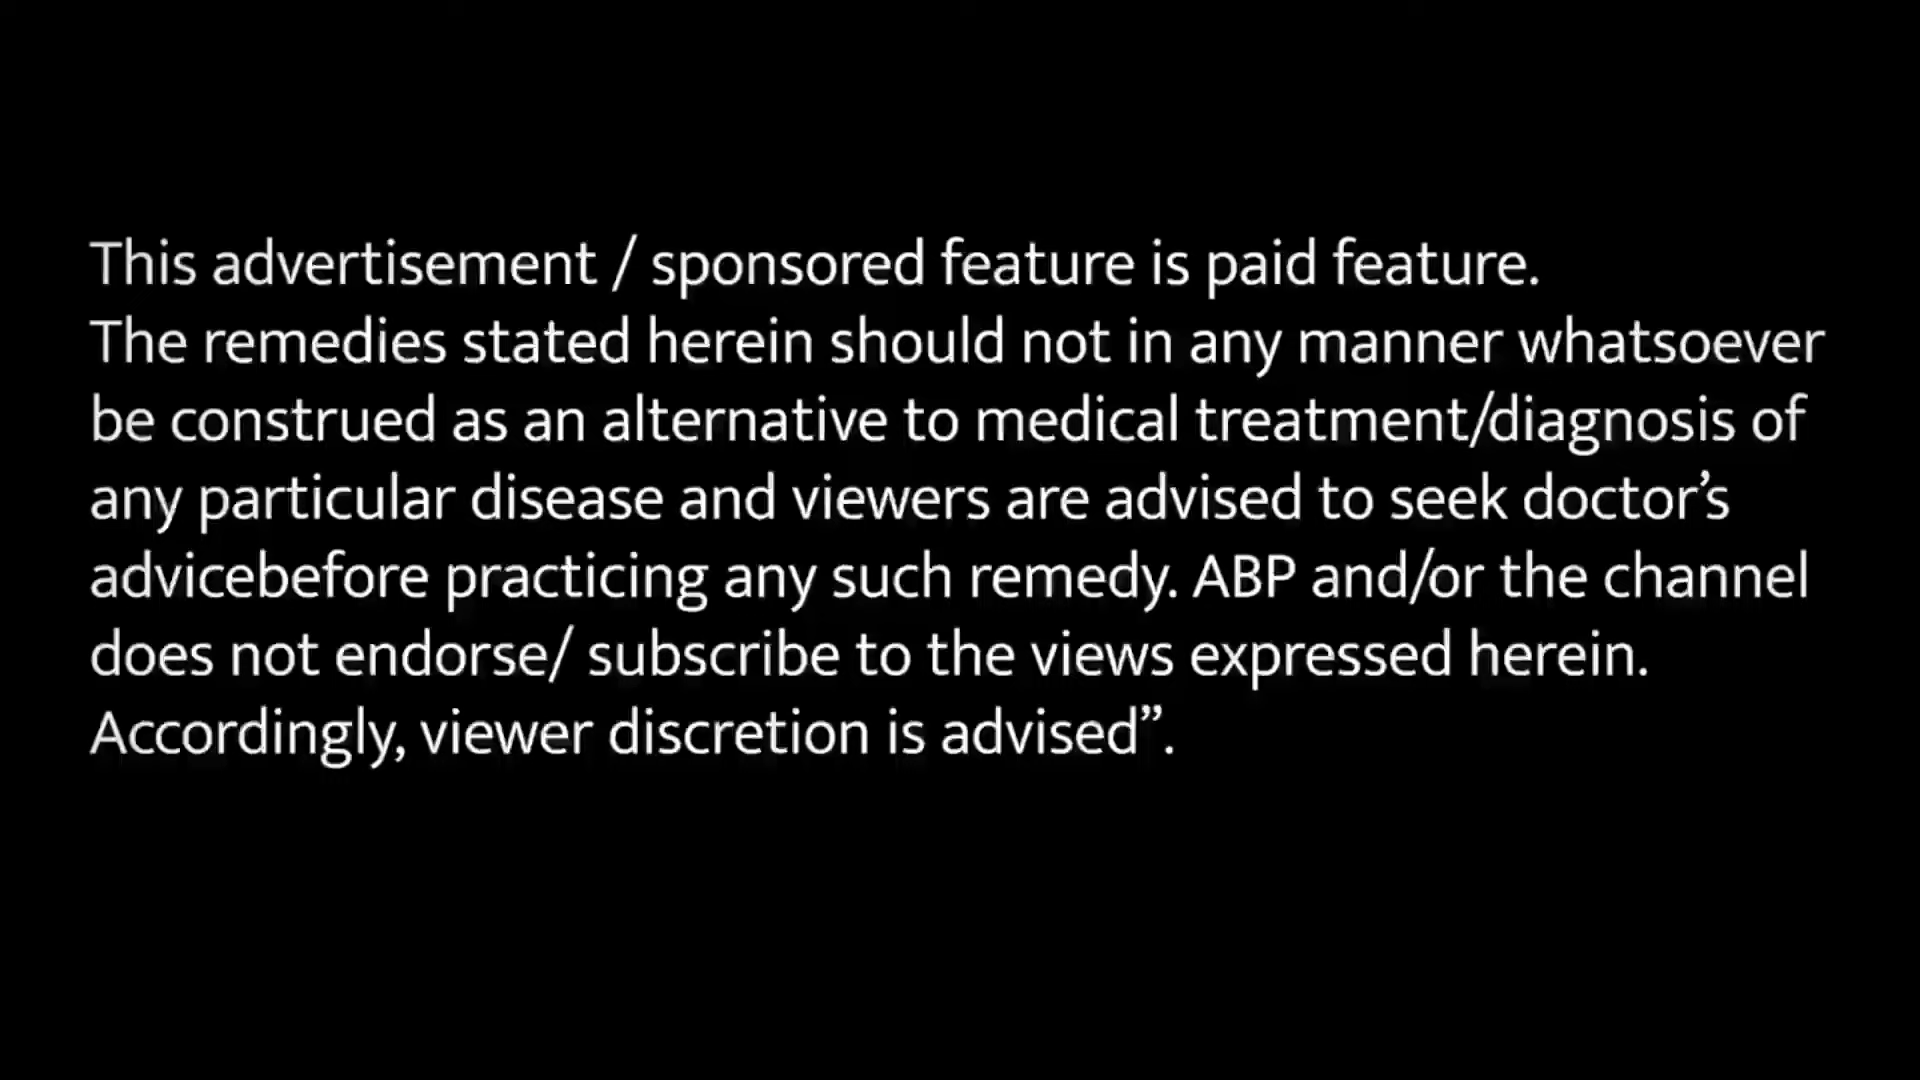 This advertisement / sponsored feature is paid feature.
The remedies stated herein should not in any manner whatsoever
be construed as an alternative to medical treatment/diagnosis of
any particular disease and viewers are advised to seek doctor’s
advicebefore practicing any such remedy. ABP and/or the channel
does not endorse/ subscribe to the views expressed herein.
Accordingly, viewer discretion is advised”.